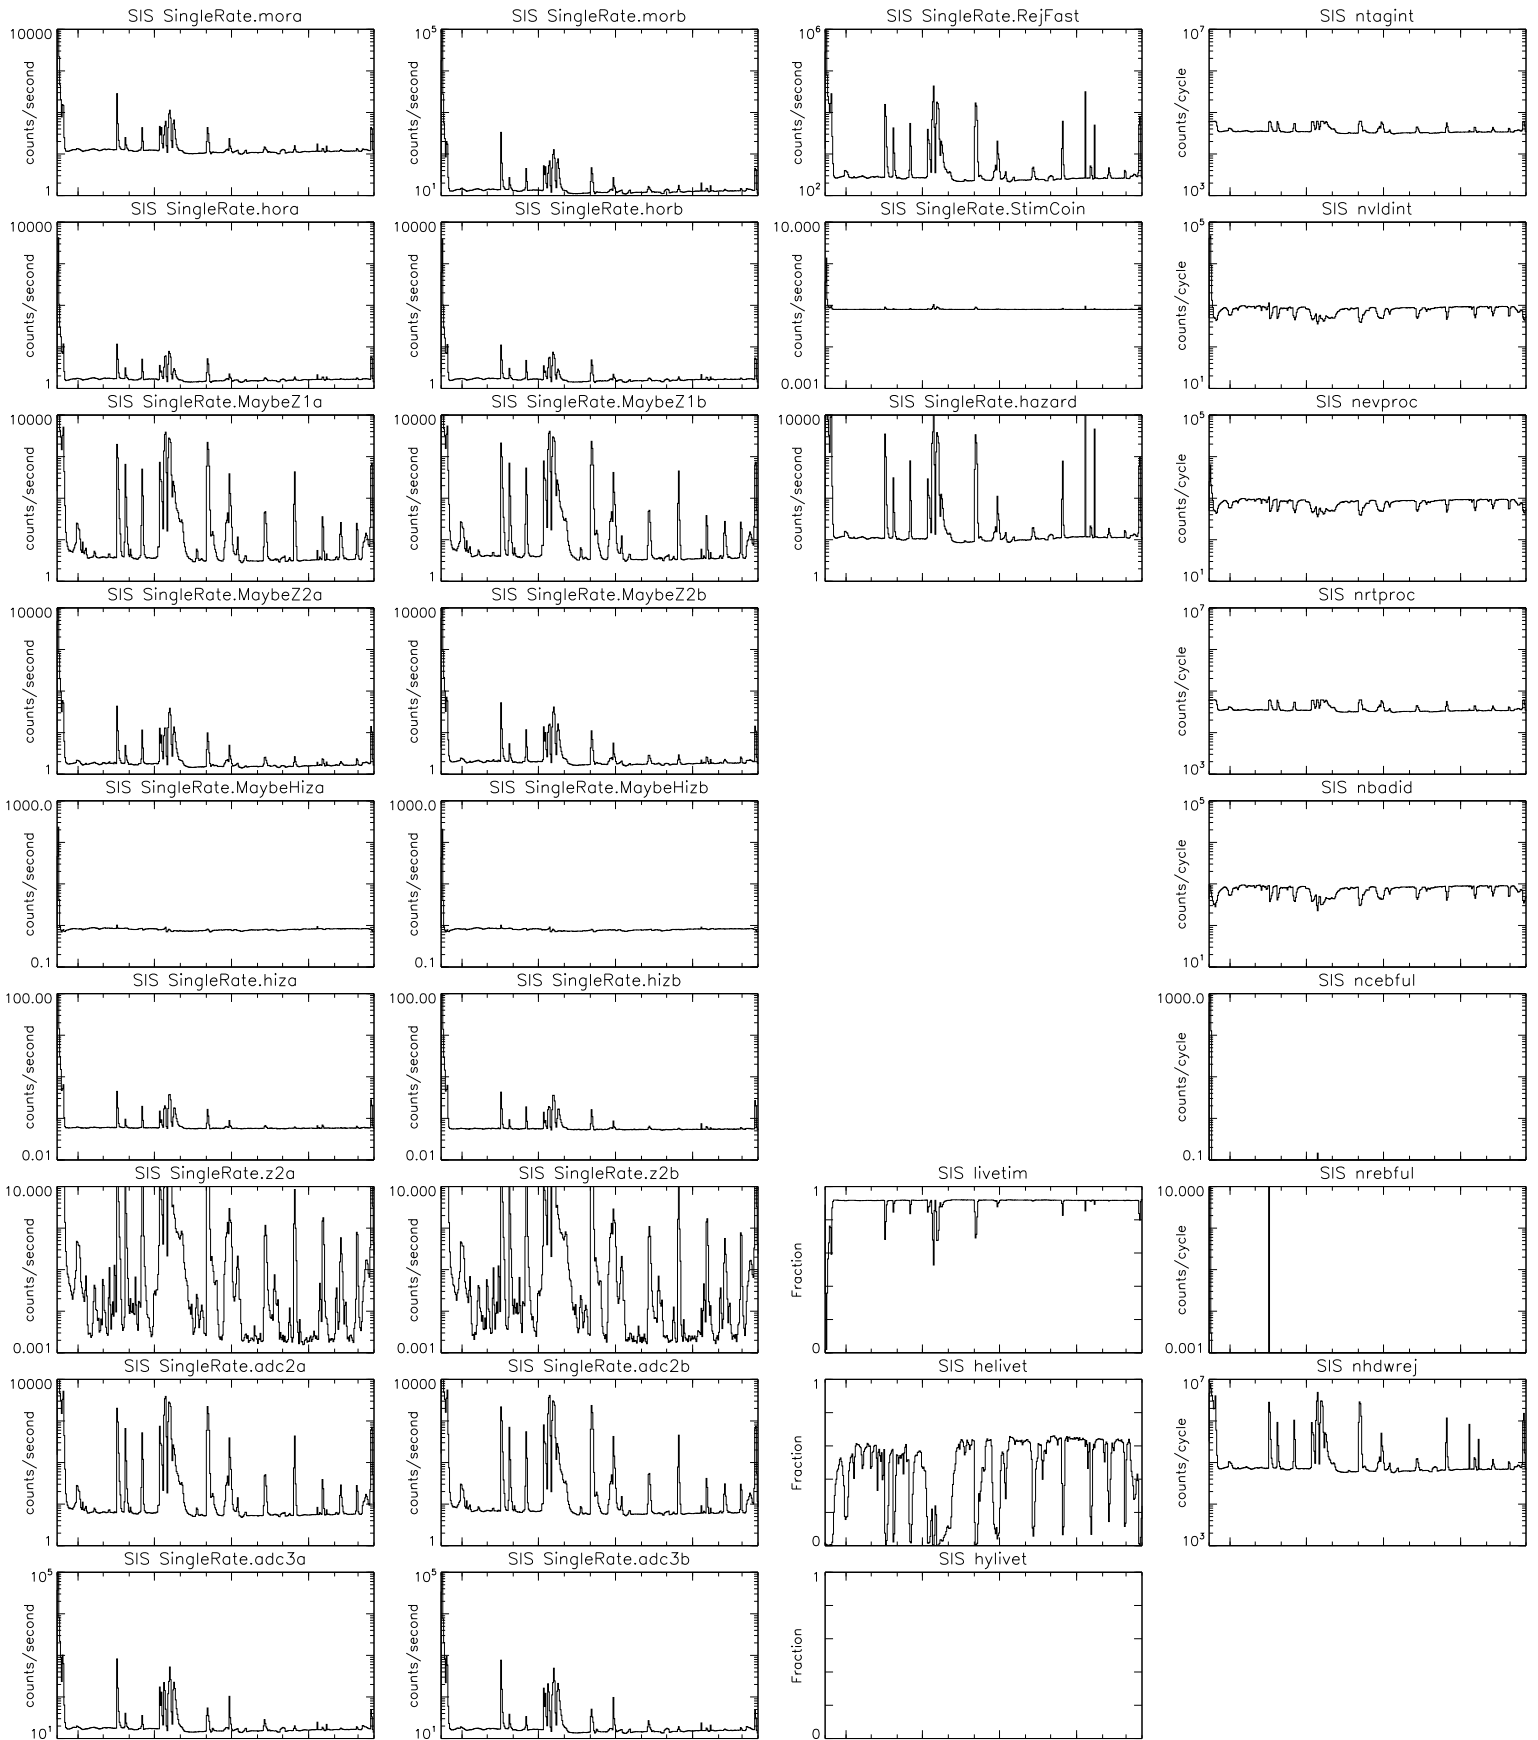 SIS SingleRate.mora
10000
counts/second
1
SIS SingleRate.morb
10^5
counts/second
10^1
SIS SingleRate.RejFast
10^6
counts/second
10^2
SIS ntagint
10^7
counts/cycle
10^3
SIS SingleRate.hora
10000
counts/second
1
SIS SingleRate.horb
10000
counts/second
1
SIS SingleRate.StimCoin
10.000
counts/second
0.001
SIS nvldint
10^5
counts/cycle
10^1
SIS SingleRate.MaybeZ1a
10000
counts/second
1
SIS SingleRate.MaybeZ1b
10000
counts/second
1
SIS SingleRate.hazard
10000
counts/second
1
SIS nevproc
10^5
counts/cycle
10^1
SIS SingleRate.MaybeZ2a
10000
counts/second
1
SIS SingleRate.MaybeZ2b
10000
counts/second
1
SIS nrtproc
10^7
counts/cycle
10^3
SIS SingleRate.MaybeHiza
1000.0
counts/second
0.1
SIS SingleRate.MaybeHizb
1000.0
counts/second
0.1
SIS nbadid
10^5
counts/cycle
10^1
SIS SingleRate.hiza
100.00
counts/second
0.01
SIS SingleRate.hizb
100.00
counts/second
0.01
SIS ncebful
1000.0
counts/cycle
0.1
SIS SingleRate.z2a
10.000
counts/second
0.001
SIS SingleRate.z2b
10.000
counts/second
0.001
SIS livetim
1
Fraction
0
SIS nrebful
10.000
counts/cycle
0.001
SIS SingleRate.adc2a
10000
counts/second
1
SIS SingleRate.adc2b
10000
counts/second
1
SIS helivet
1
Fraction
0
SIS nhdwrej
10^7
counts/cycle
10^3
SIS SingleRate.adc3a
10^5
counts/second
10^1
SIS SingleRate.adc3b
10^5
counts/second
10^1
SIS hylivet
1
Fraction
0